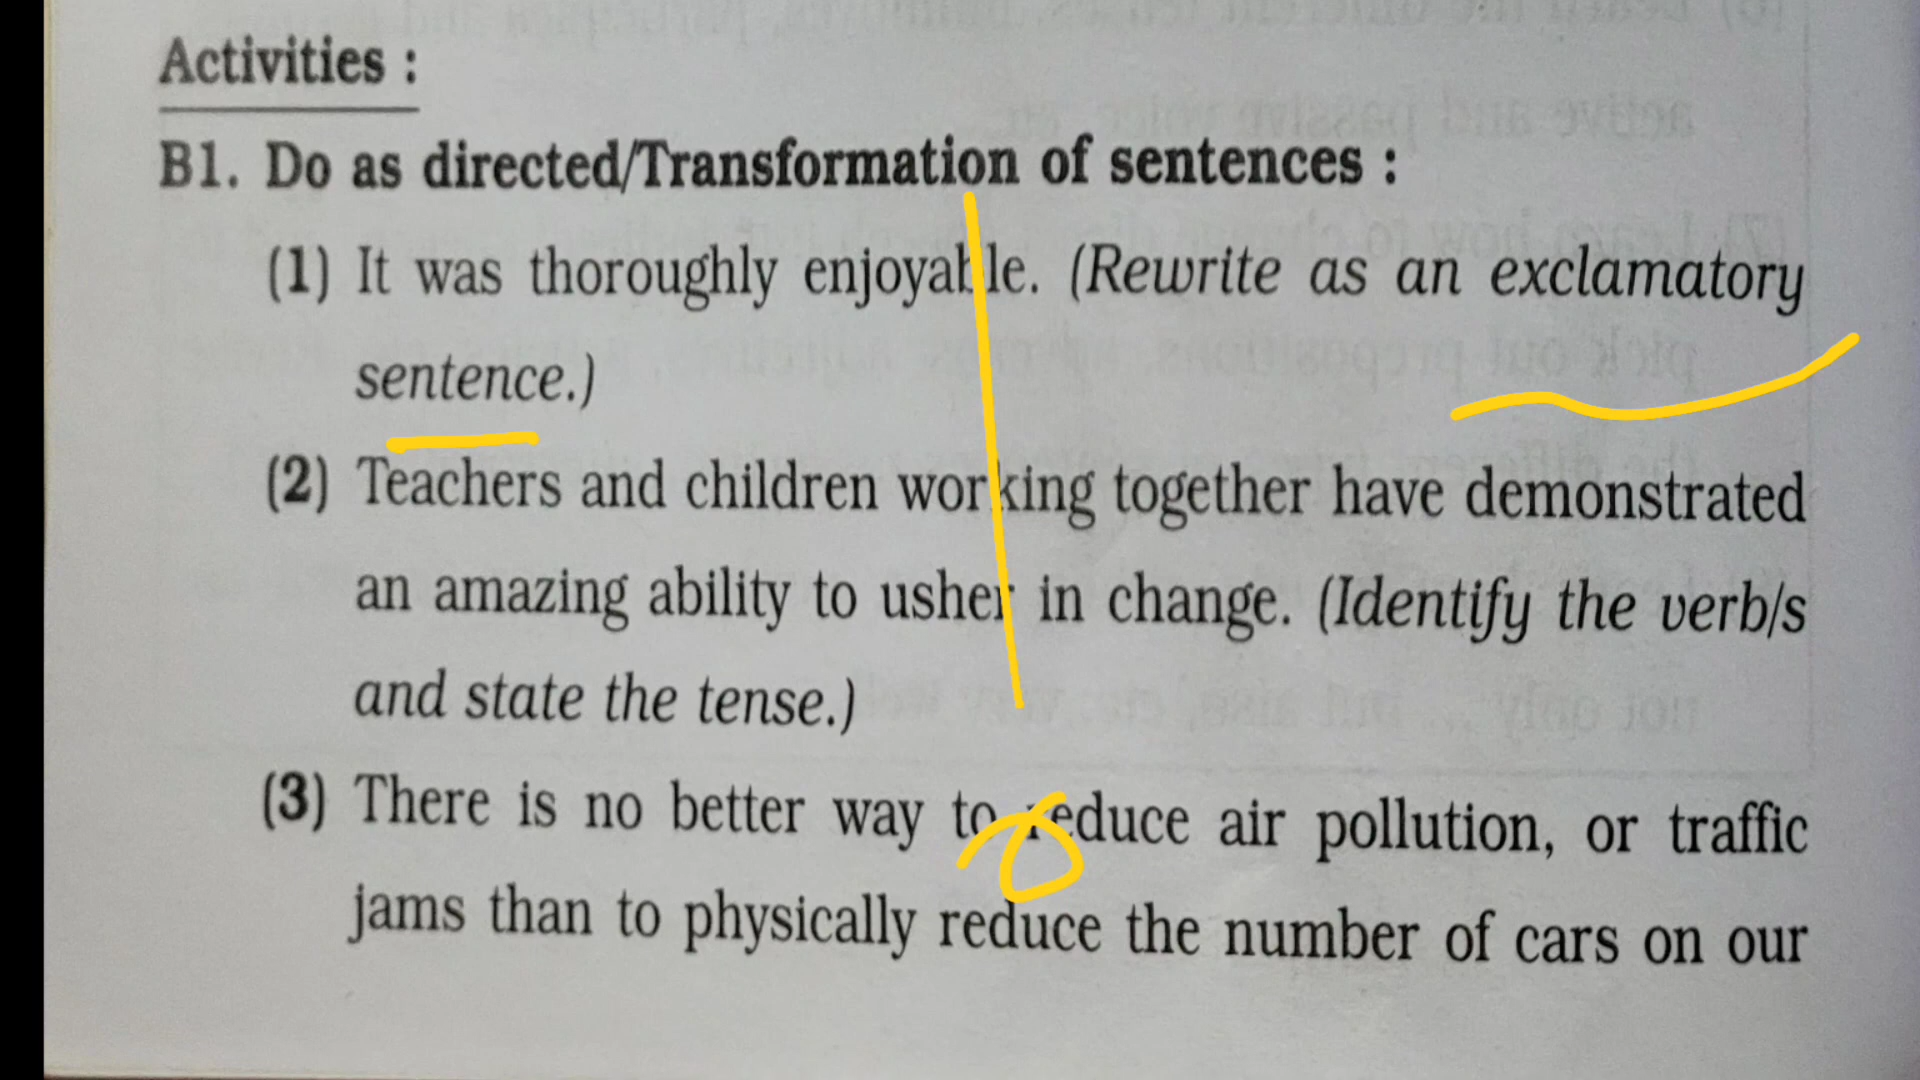 Activities :
B1. Do as directed/Transformation of sentences :
(1) It was thoroughly enjoyable. (Rewrite as an exclamatory
sentence.)
(2) Teachers and children working together have demonstrated
an amazing ability to usher in change. (Identify the verb/s
and state the tense.)
(3) There is no better way to reduce air pollution, or traffic
jams than to physically reduce the number of cars on our